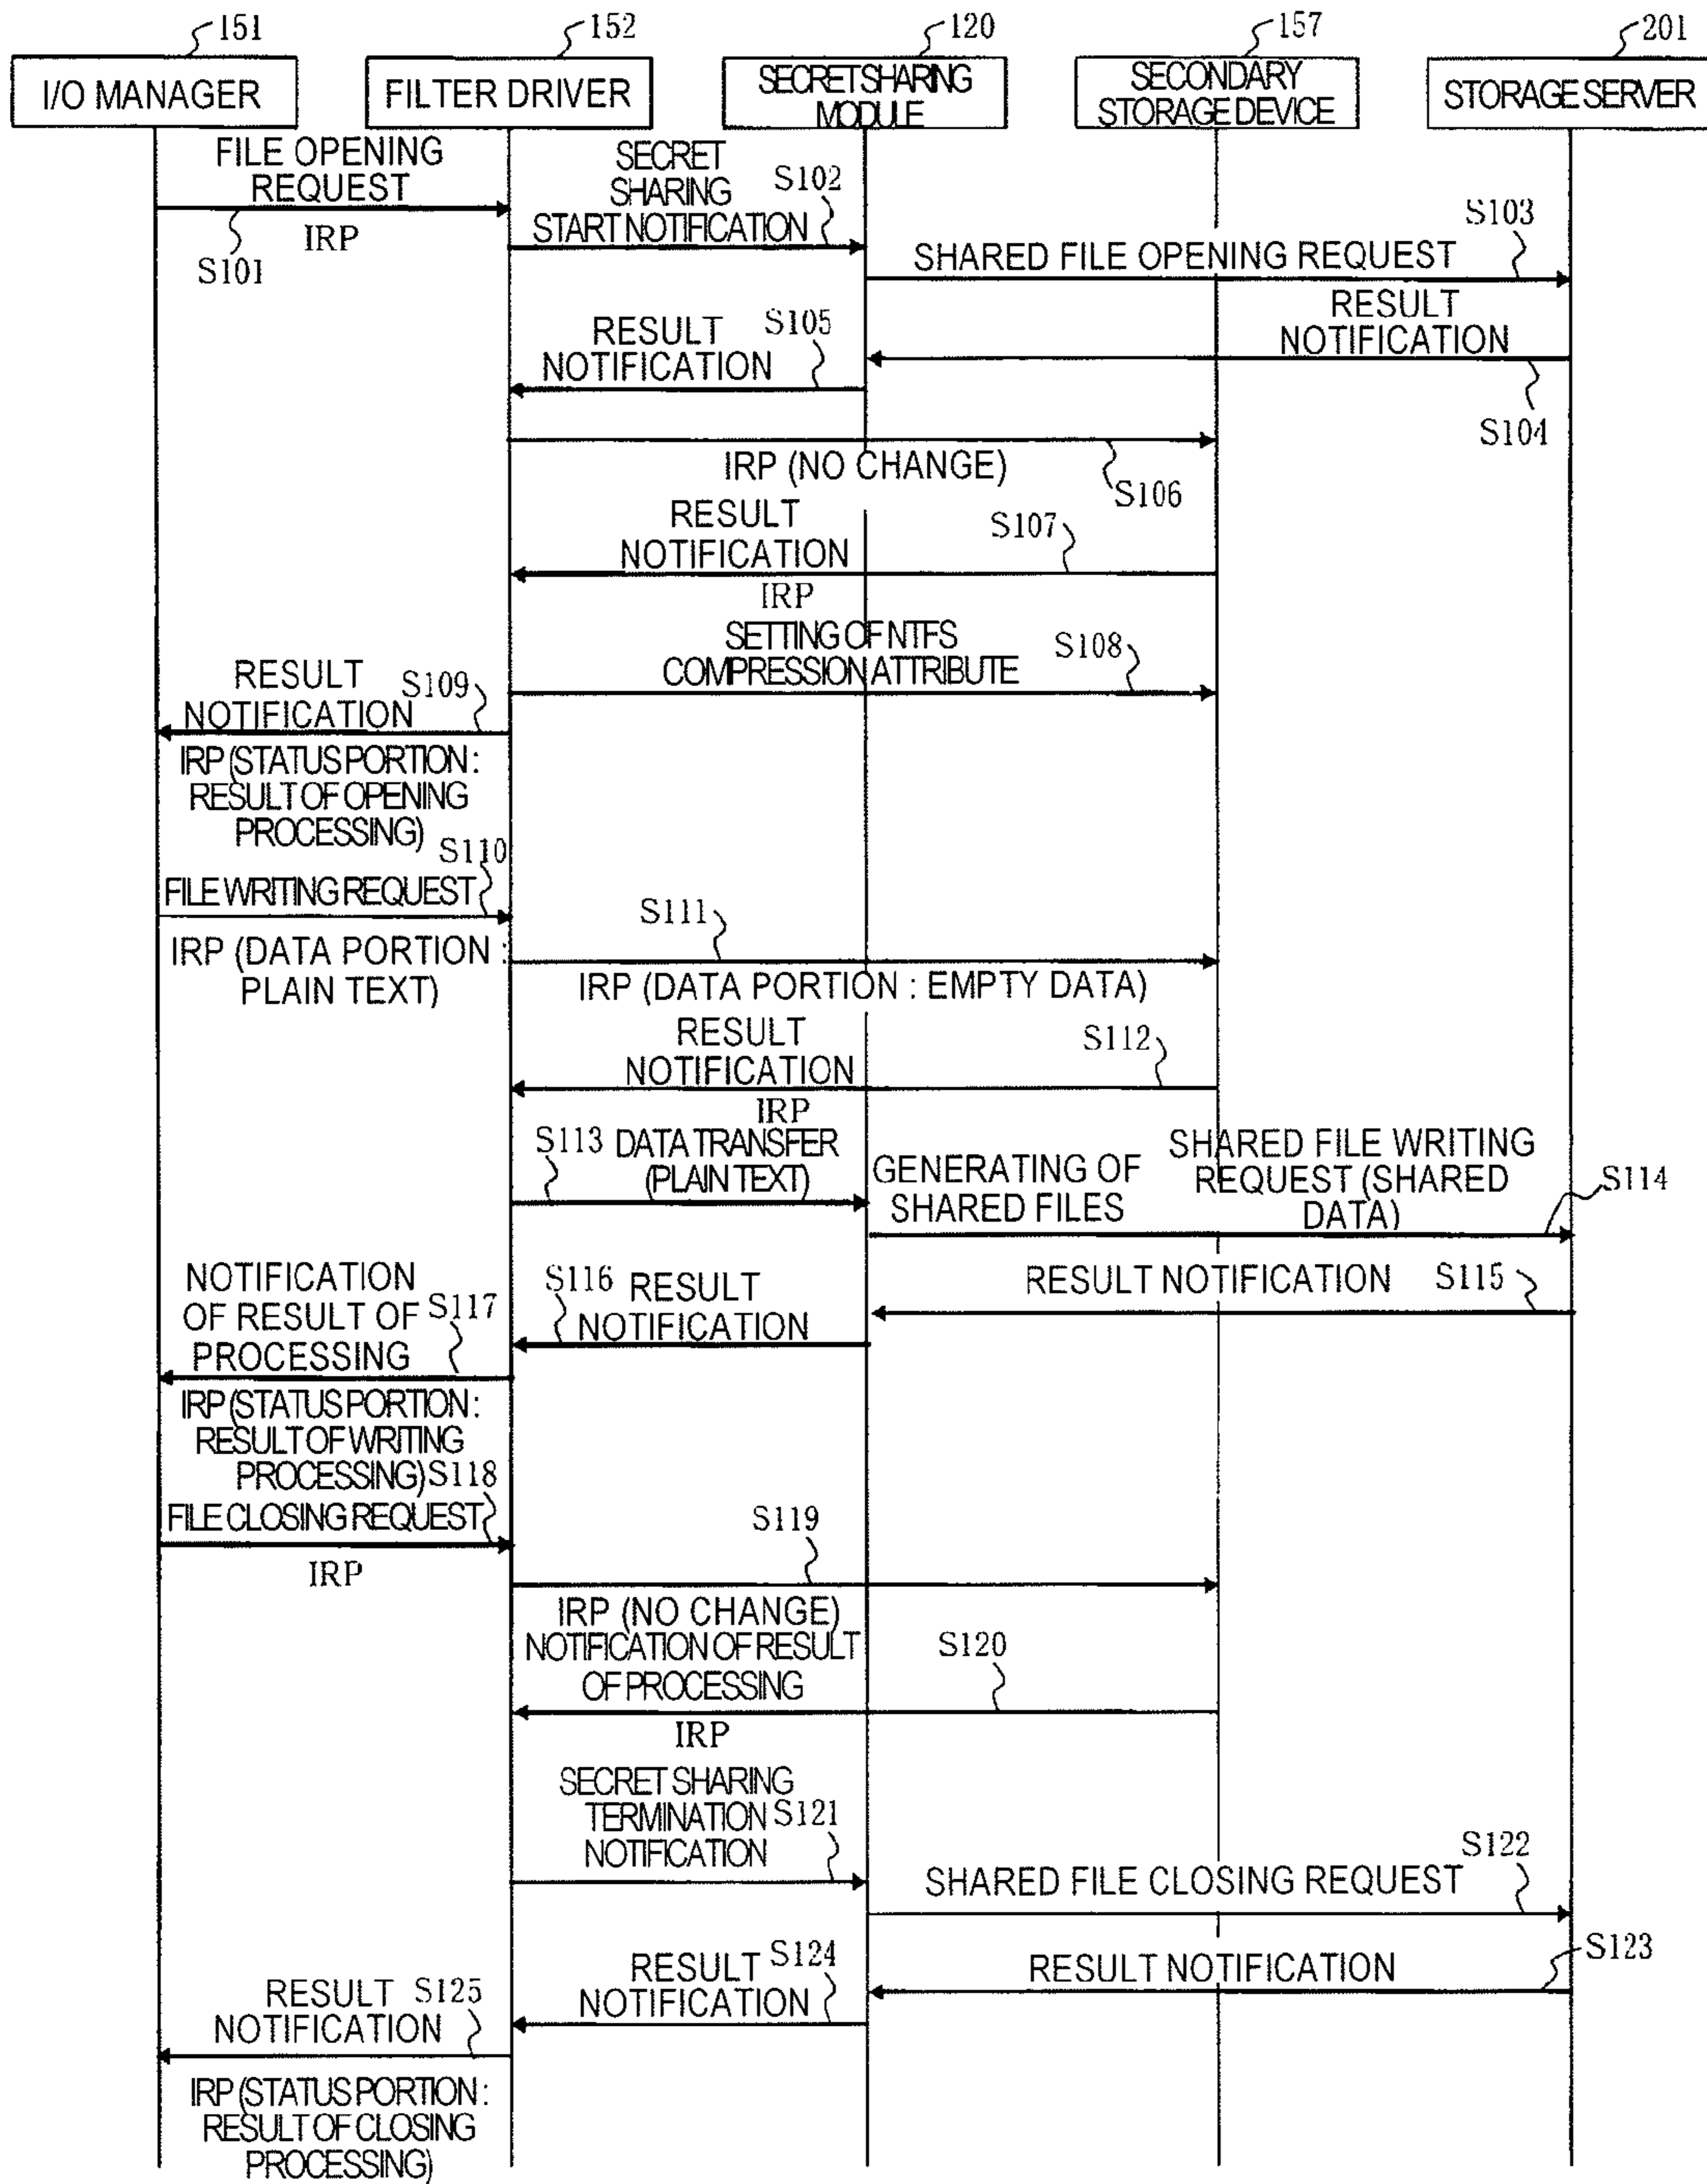 151
152
120
157
201
I/O MANAGER
FILTER DRIVER
SECRET SHARING
MODULE
SECONDARY
STORAGE DEVICE
STORAGE SERVER
FILE OPENING
REQUEST
IRP
S101
SECRET
SHARING
START NOTIFICATION
S102
SHARED FILE OPENING REQUEST
S103
RESULT
NOTIFICATION
S104
RESULT
NOTIFICATION
S105
IRP (NO CHANGE)
S106
RESULT
NOTIFICATION
S107
IRP
SETTING OF NTFS
COMPRESSION ATTRIBUTE
S108
RESULT
NOTIFICATION
S109
IRP (STATUS PORTION :
RESULT OF OPENING
PROCESSING)
S110
FILE WRITING REQUEST
IRP (DATA PORTION :
PLAIN TEXT)
S111
IRP (DATA PORTION : EMPTY DATA)
RESULT
NOTIFICATION
S112
IRP
S113
DATA TRANSFER
(PLAIN TEXT)
GENERATING OF
SHARED FILES
SHARED FILE WRITING
REQUEST (SHARED
DATA)
S114
RESULT NOTIFICATION
S115
S116
RESULT
NOTIFICATION
NOTIFICATION
OF RESULT OF
PROCESSING
S117
IRP (STATUS PORTION :
RESULT OF WRITING
PROCESSING)
S118
FILE CLOSING REQUEST
IRP
S119
IRP (NO CHANGE)
NOTIFICATION OF RESULT
OF PROCESSING
S120
IRP
SECRET SHARING
TERMINATION
NOTIFICATION
S121
SHARED FILE CLOSING REQUEST
S122
RESULT NOTIFICATION
S123
RESULT
NOTIFICATION
S124
RESULT
NOTIFICATION
S125
IRP (STATUS PORTION :
RESULT OF CLOSING
PROCESSING)